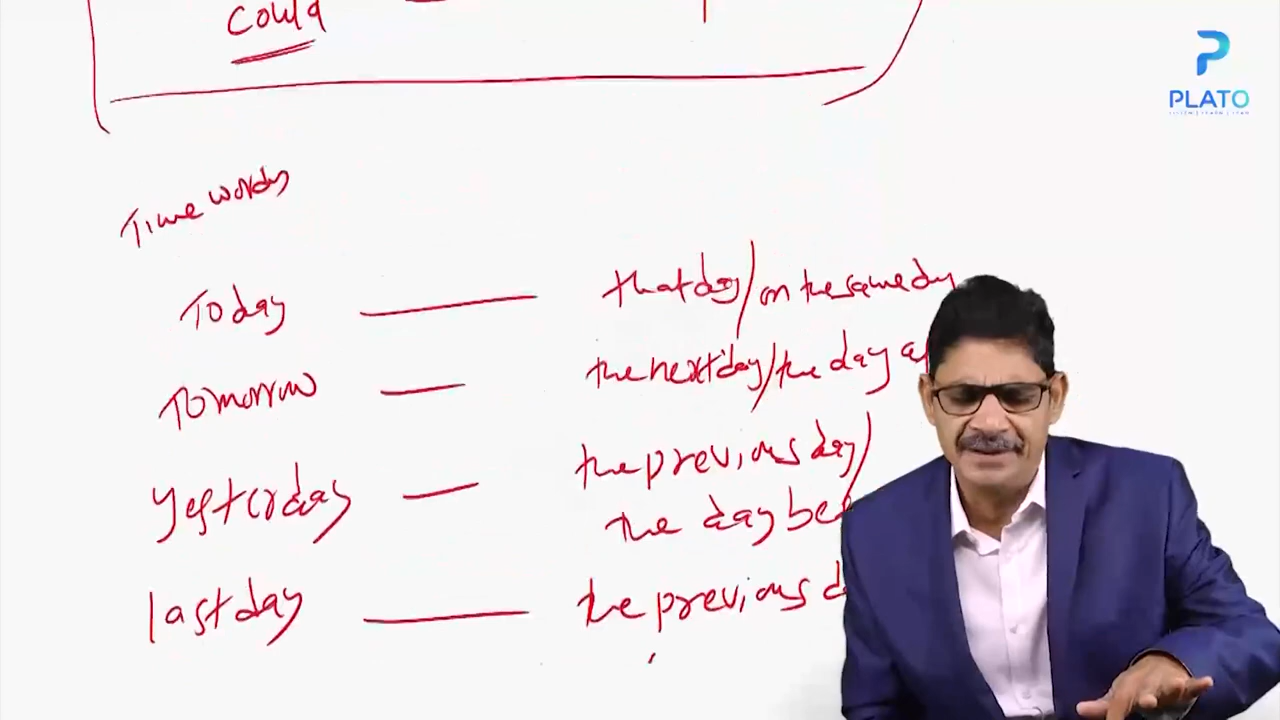 could
PLATO
Time words
Today — that day/on the same day
Tomorrow — the next day/the day
Yesterday — the previous day/
the day
last day — the previous